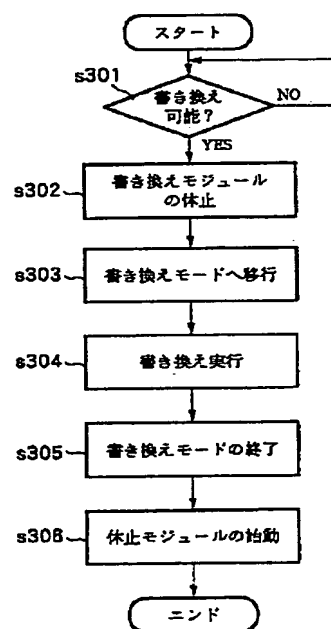 スタート
s301
書き換え
可能？
NO
YES
s302
書き換えモジュール
の休止
s303
書き換えモードへ移行
s304
書き換え実行
s305
書き換えモードの終了
s306
休止モジュールの始動
エンド